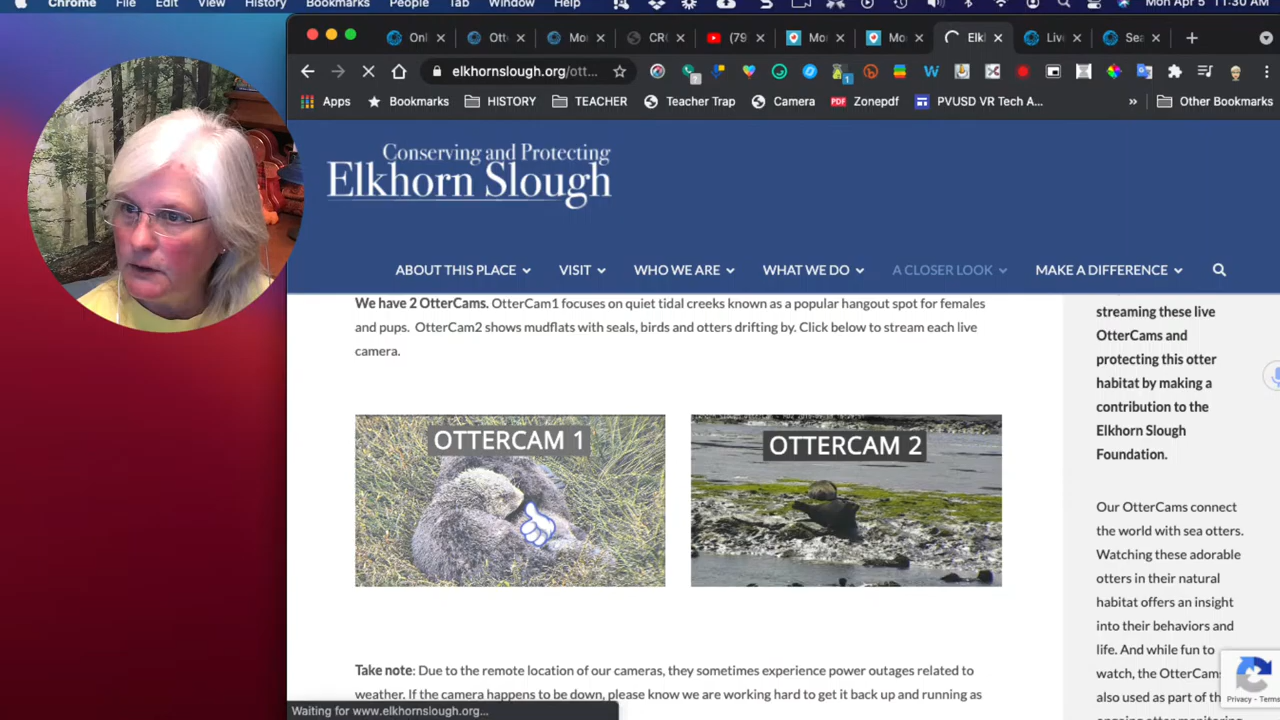 Chrome File Edit View History Bookmarks People Tab Window Help Mon Apr 5 11:30 AM
Onl Ott Mo CR (79 Mo Mo Elk Live Sea
elkhornslough.org/ott...
Apps Bookmarks HISTORY TEACHER Teacher Trap Camera PDF Zonepdf PVUSD VR Tech A... » Other Bookmarks
Conserving and Protecting
Elkhorn Slough
ABOUT THIS PLACE VISIT WHO WE ARE WHAT WE DO A CLOSER LOOK MAKE A DIFFERENCE
We have 2 OtterCams. OtterCam1 focuses on quiet tidal creeks known as a popular hangout spot for females
and pups. OtterCam2 shows mudflats with seals, birds and otters drifting by. Click below to stream each live
camera.
OTTERCAM 1
OTTERCAM 2
Take note: Due to the remote location of our cameras, they sometimes experience power outages related to
weather. If the camera happens to be down, please know we are working hard to get it back up and running as
streaming these live
OtterCams and
protecting this otter
habitat by making a
contribution to the
Elkhorn Slough
Foundation.
Our OtterCams connect
the world with sea otters.
Watching these adorable
otters in their natural
habitat offers an insight
into their behaviors and
life. And while fun to
watch, the OtterCams
also used as part of th
Privacy - Terms
Waiting for www.elkhornslough.org...